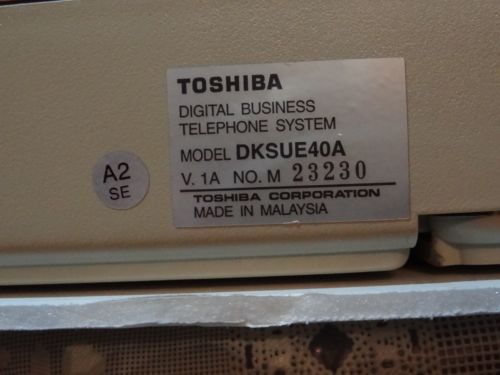 TOSHIBA
DIGITAL BUSINESS
TELEPHONE SYSTEM
MODEL DKSUE40A
V. 1A NO. M 23230
TOSHIBA CORPORATION
MADE IN MALAYSIA
A2
SE